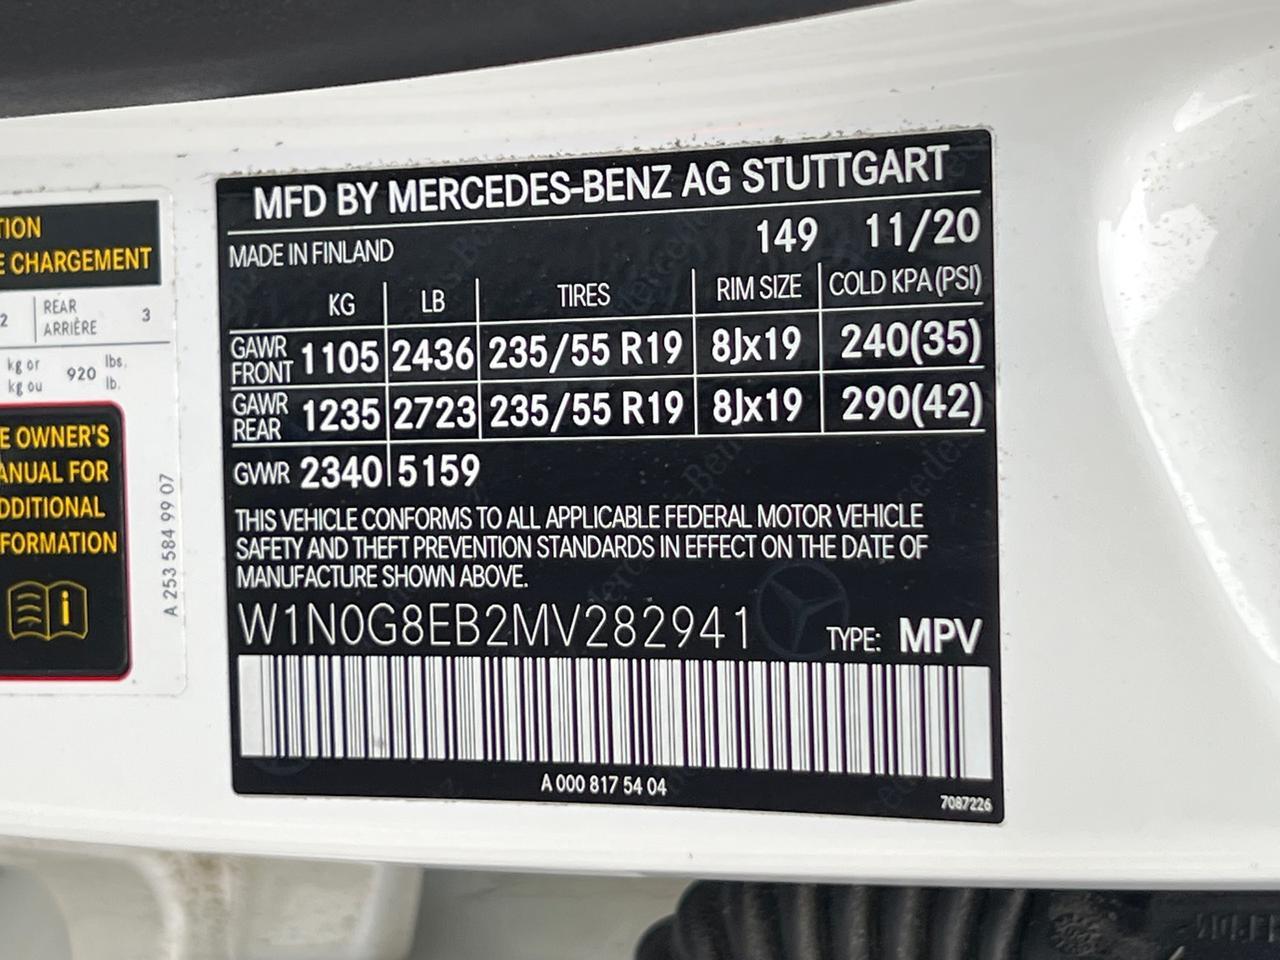 TION
E CHARGEMENT
2 REAR ARRIÈRE 3
kg or lbs.
kg ou 920 lb.
E OWNER'S
ANUAL FOR
DDITIONAL
FORMATION
i
A 253 584 99 07
MFD BY MERCEDES-BENZ AG STUTTGART
MADE IN FINLAND 149 11/20
KG LB TIRES RIM SIZE COLD KPA(PSI)
GAWR FRONT 1105 2436 235/55 R19 8Jx19 240(35)
GAWR REAR 1235 2723 235/55 R19 8Jx19 290(42)
GVWR 2340 5159
THIS VEHICLE CONFORMS TO ALL APPLICABLE FEDERAL MOTOR VEHICLE
SAFETY AND THEFT PREVENTION STANDARDS IN EFFECT ON THE DATE OF
MANUFACTURE SHOWN ABOVE.
W1N0G8EB2MV282941 TYPE: MPV
A 000 817 54 04
7087226